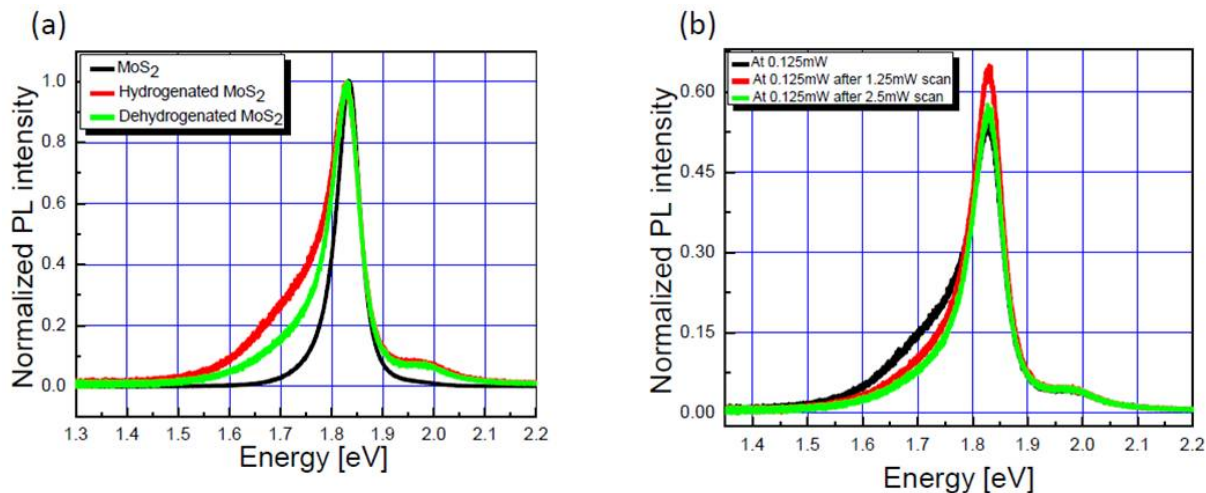 (a)
MoS2
Hydrogenated MoS2
Dehydrogenated MoS2
Normalized PL intensity
1.0
0.8
0.6
0.4
0.2
0.0
1.3 1.4 1.5 1.6 1.7 1.8 1.9 2.0 2.1 2.2
Energy [eV]
(b)
At 0.125mW
At 0.125mW after 1.25mW scan
At 0.125mW after 2.5mW scan
Normalized PL intensity
0.60
0.45
0.30
0.15
0.00
1.4 1.5 1.6 1.7 1.8 1.9 2.0 2.1 2.2
Energy [eV]